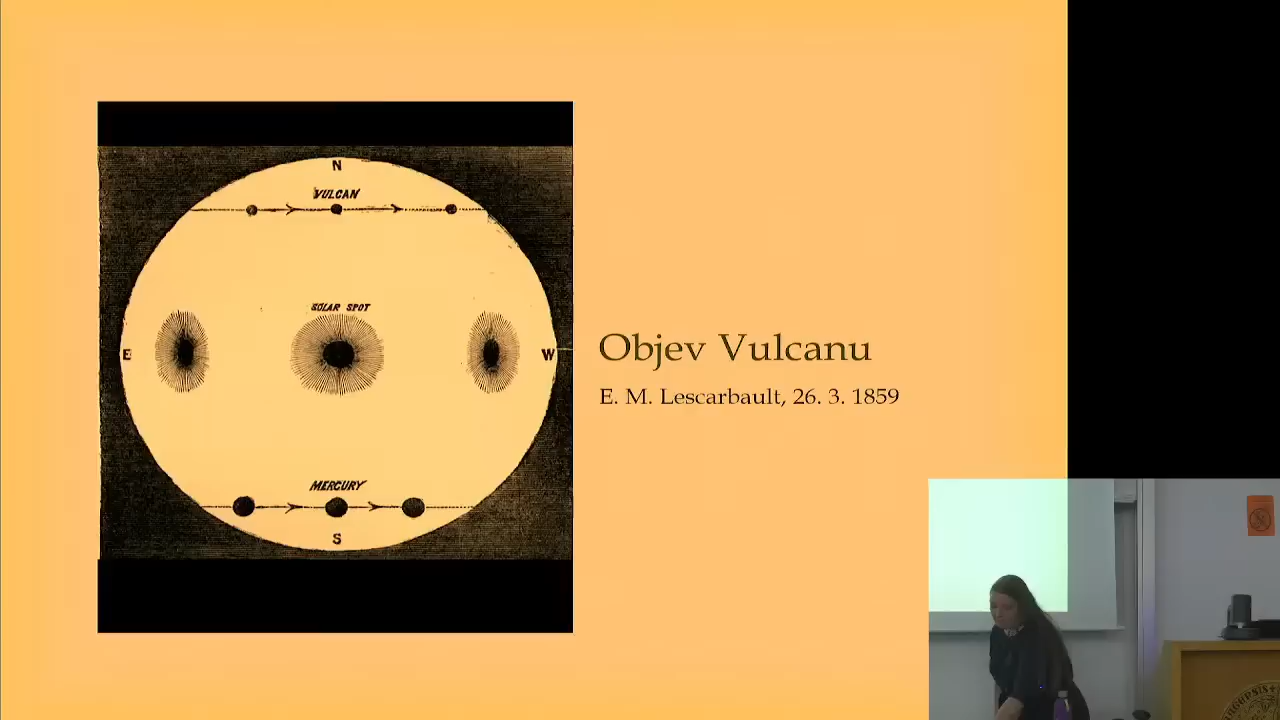 N
VULCAN
SOLAR SPOT
E
W
MERCURY
S
Objev Vulcanu
E. M. Lescarbault, 26. 3. 1859